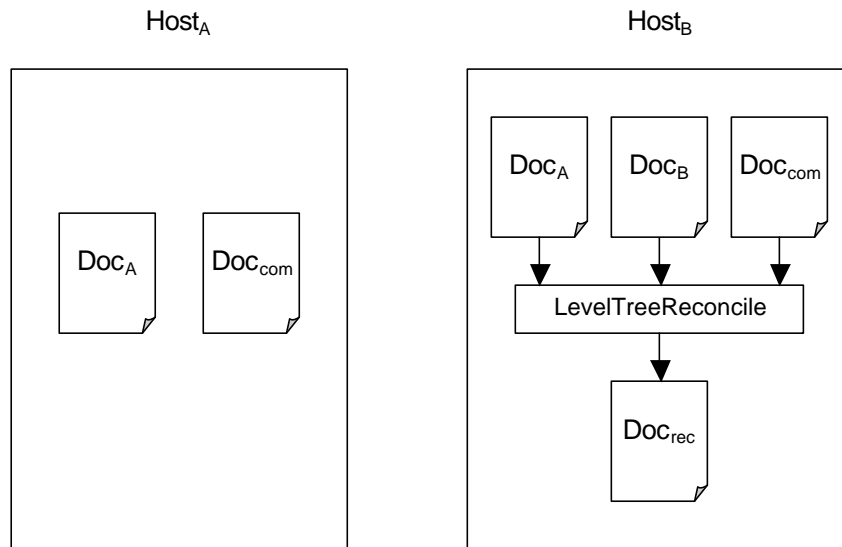 HostA
HostB
DocA
DocB
Doccom
DocA
Doccom
LevelTreeReconcile
Docrec